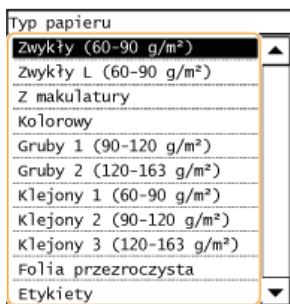 Typ papieru
Zwykły (60-90 g/m²)
Zwykły L (60-90 g/m²)
Z makulatury
Kolorowy
Gruby 1 (90-120 g/m²)
Gruby 2 (120-163 g/m²)
Klejony 1 (60-90 g/m²)
Klejony 2 (90-120 g/m²)
Klejony 3 (120-163 g/m²)
Folia przezroczysta
Etykiety